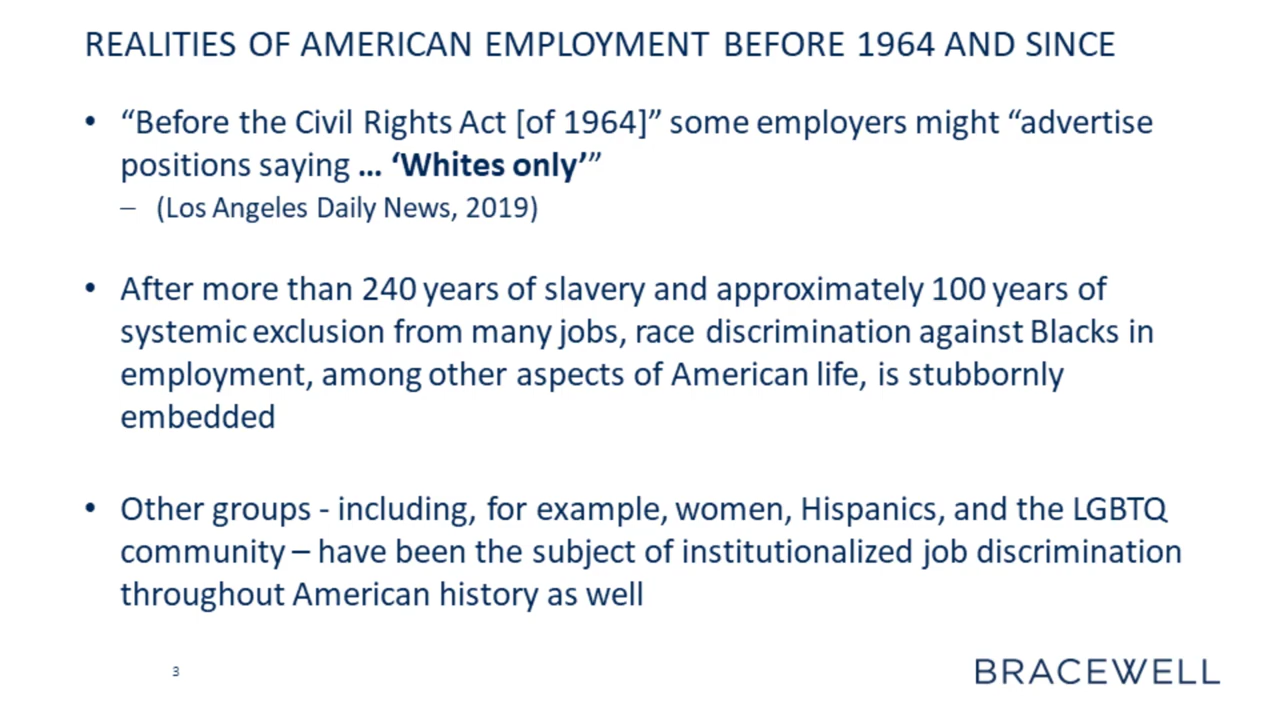 REALITIES OF AMERICAN EMPLOYMENT BEFORE 1964 AND SINCE
• “Before the Civil Rights Act [of 1964]” some employers might “advertise
positions saying … ‘Whites only’”
– (Los Angeles Daily News, 2019)
• After more than 240 years of slavery and approximately 100 years of
systemic exclusion from many jobs, race discrimination against Blacks in
employment, among other aspects of American life, is stubbornly
embedded
• Other groups - including, for example, women, Hispanics, and the LGBTQ
community – have been the subject of institutionalized job discrimination
throughout American history as well
3
BRACEWELL